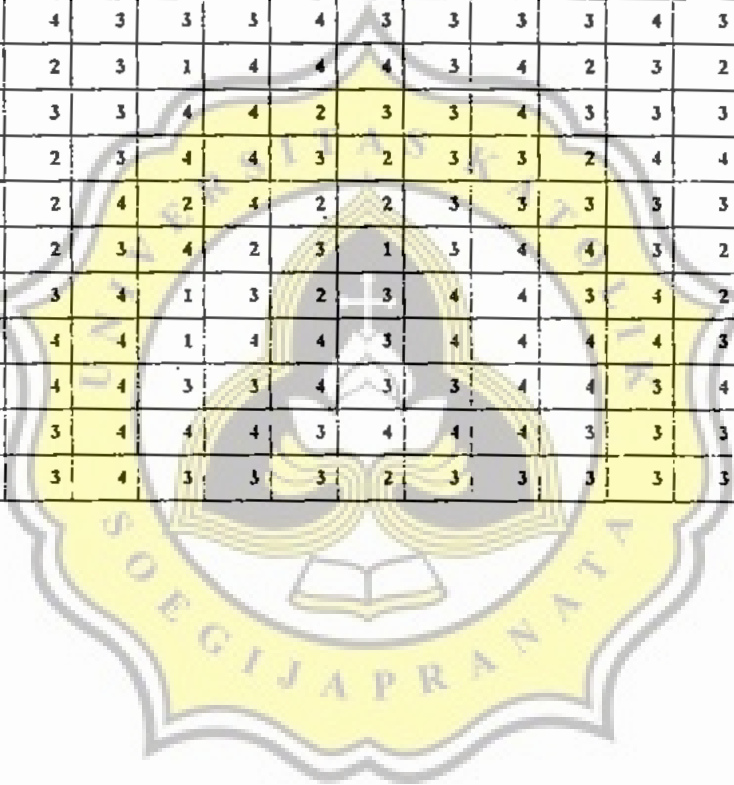 4 3 3 3 4 3 3 3 3 4 3
2 3 1 4 4 4 3 4 2 3 2
3 3 4 4 2 3 3 4 3 3 3
2 3 4 4 3 2 3 3 2 4 4
2 4 2 4 2 2 3 3 3 3 3
2 3 4 2 3 1 3 4 4 3 2
3 4 1 3 2 3 4 4 3 4 2
4 4 1 4 4 3 4 4 4 4 3
4 4 3 3 4 3 3 4 4 3 4
3 4 4 4 3 4 4 4 3 3 3
3 4 3 3 3 2 3 3 3 3 3
UNIVERSITAS KATOLIK
SOEGIJAPRANATA